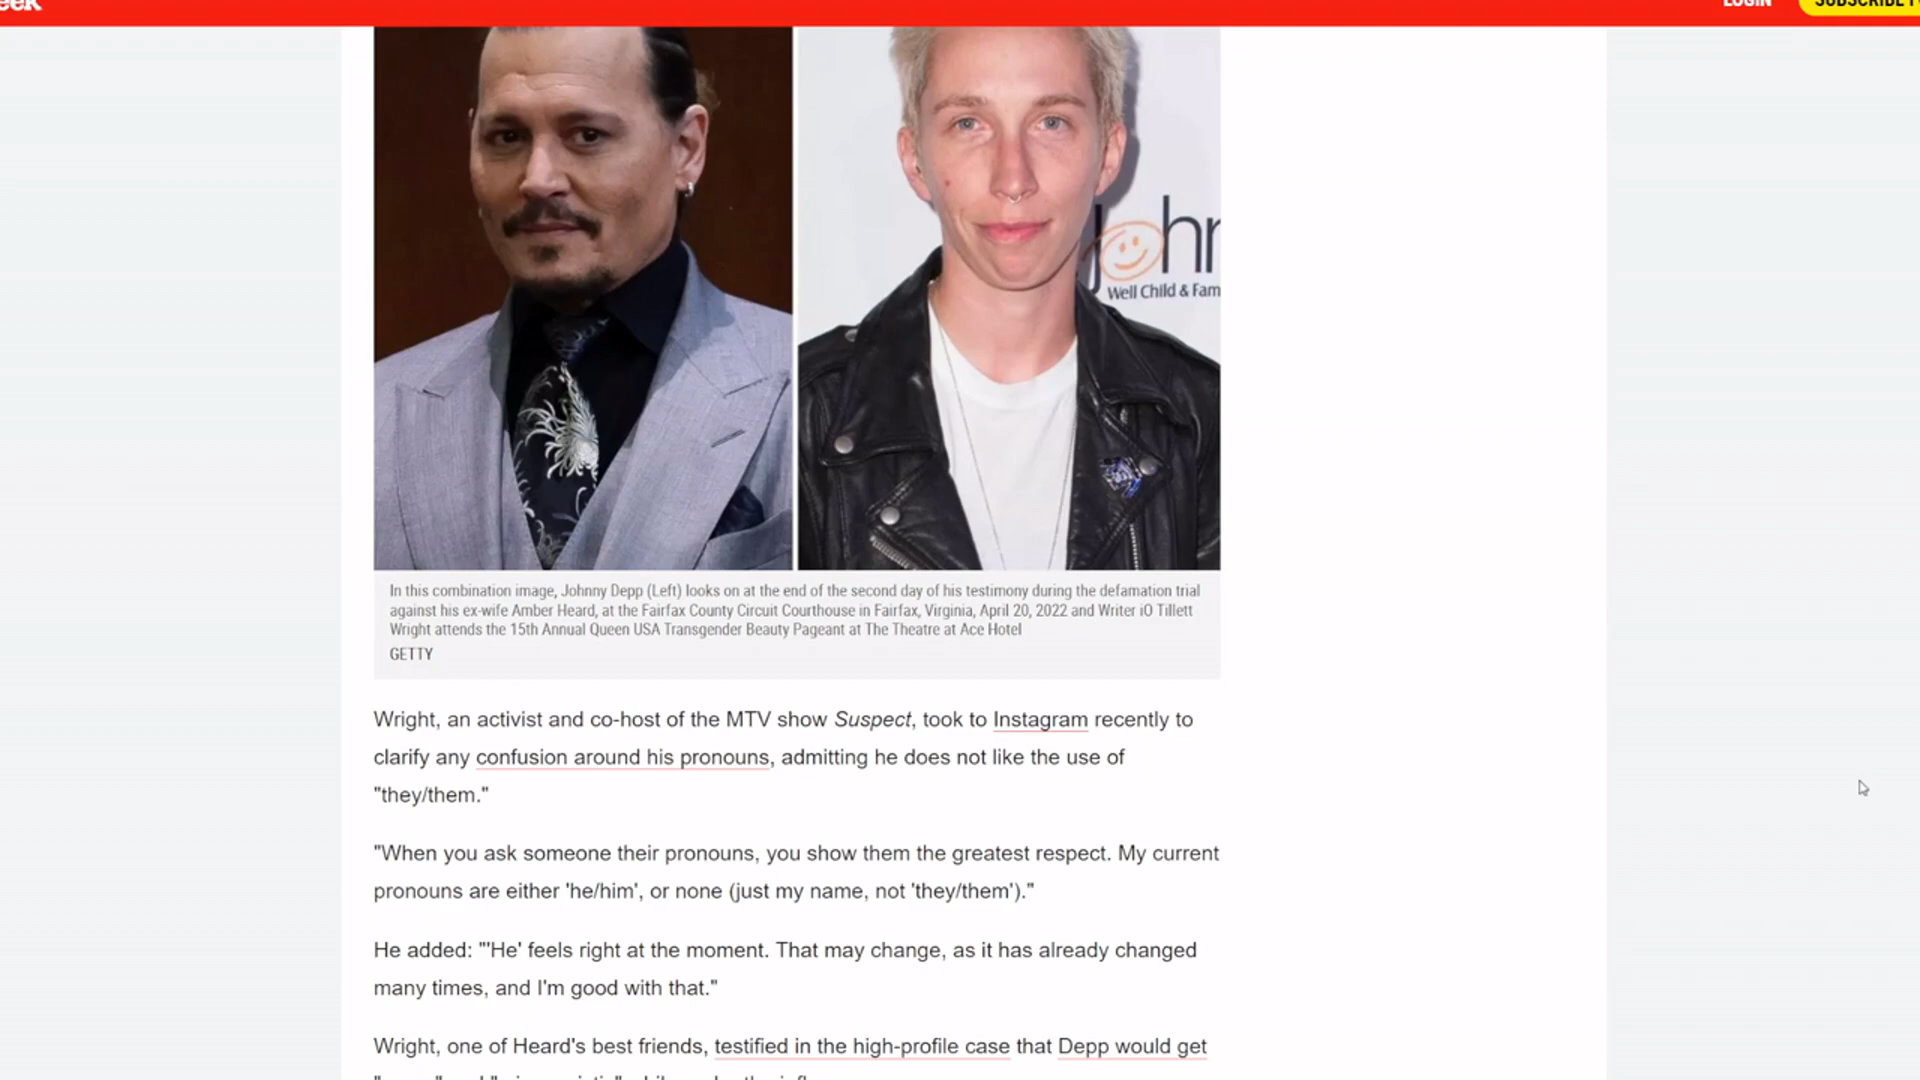 eek
LOGIN
SUBSCRIBE F
John
Well Child & Fam
In this combination image, Johnny Depp (Left) looks on at the end of the second day of his testimony during the defamation trial
against his ex-wife Amber Heard, at the Fairfax County Circuit Courthouse in Fairfax, Virginia, April 20, 2022 and Writer iO Tillett
Wright attends the 15th Annual Queen USA Transgender Beauty Pageant at The Theatre at Ace Hotel
GETTY
Wright, an activist and co-host of the MTV show Suspect, took to Instagram recently to
clarify any confusion around his pronouns, admitting he does not like the use of
"they/them."
"When you ask someone their pronouns, you show them the greatest respect. My current
pronouns are either 'he/him', or none (just my name, not 'they/them')."
He added: "'He' feels right at the moment. That may change, as it has already changed
many times, and I'm good with that."
Wright, one of Heard's best friends, testified in the high-profile case that Depp would get